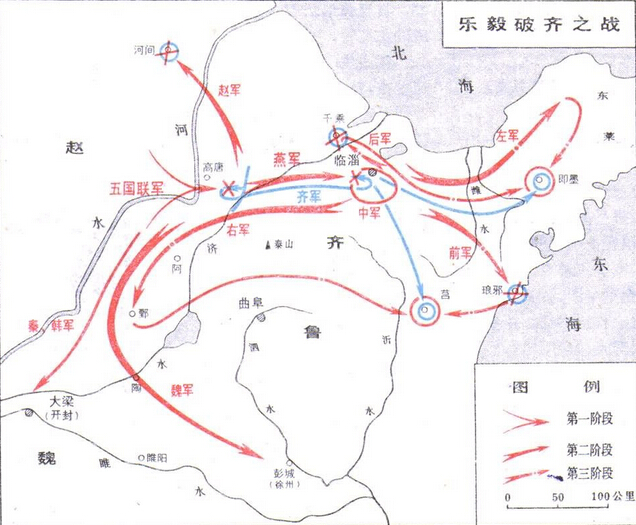 乐毅破齐之战
北
海
河间
赵军
千乘
后军
左军
东
莱
赵
河
高唐
燕军
临淄
五国联军
齐军
中军
潍
水
即墨
水
右军
齐
前军
济
泰山
阿
琅邪
东
海
秦、韩军
鄄
曲阜
莒
鲁
泗
水
沂
水
水
魏军
陶
大梁
(开封)
魏
睢
水
睢阳
彭城
(徐州)
图例
第一阶段
第二阶段
第三阶段
0 50 100公里